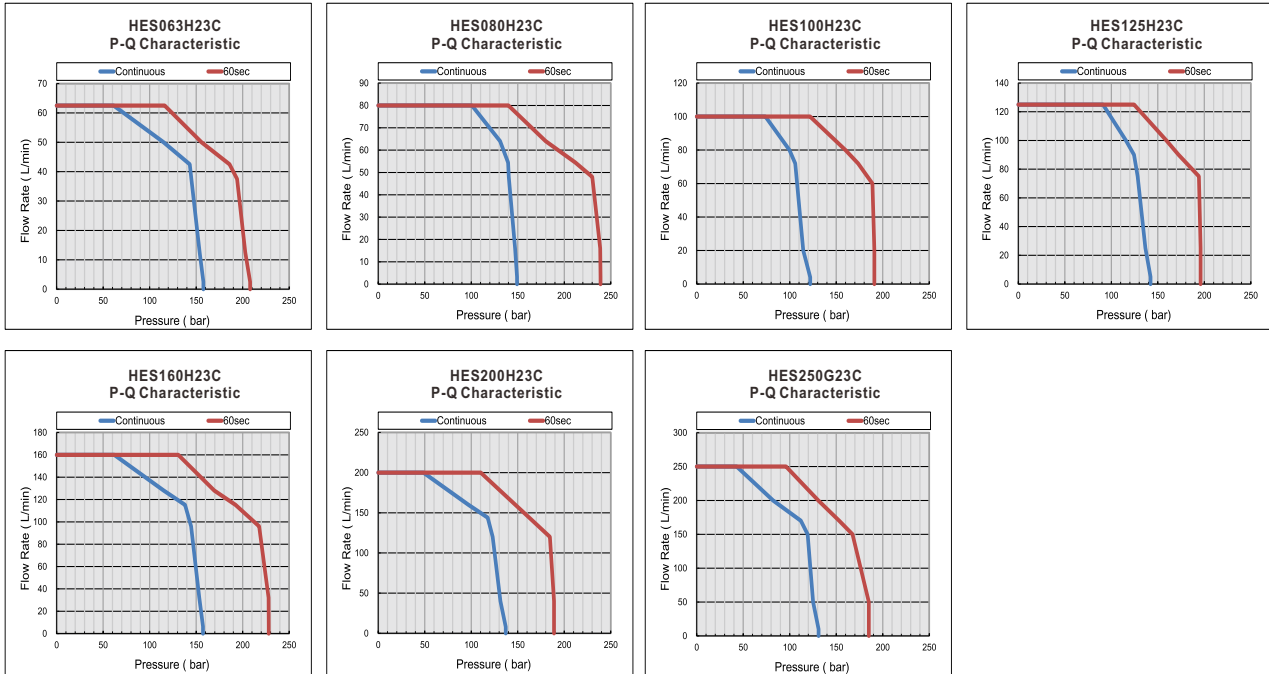 HES063H23C
P-Q Characteristic
Continuous 60sec
70
60
50
40
30
20
10
0
0 50 100 150 200 250
Flow Rate ( L/min)
Pressure ( bar)
HES080H23C
P-Q Characteristic
Continuous 60sec
90
80
70
60
50
40
30
20
10
0
0 50 100 150 200 250
Flow Rate ( L/min)
Pressure ( bar)
HES100H23C
P-Q Characteristic
Continuous 60sec
120
100
80
60
40
20
0
0 50 100 150 200 250
Flow Rate ( L/min)
Pressure ( bar)
HES125H23C
P-Q Characteristic
Continuous 60sec
140
120
100
80
60
40
20
0
0 50 100 150 200 250
Flow Rate ( L/min)
Pressure ( bar)
HES160H23C
P-Q Characteristic
Continuous 60sec
180
160
140
120
100
80
60
40
20
0
0 50 100 150 200 250
Flow Rate ( L/min)
Pressure ( bar)
HES200H23C
P-Q Characteristic
Continuous 60sec
250
200
150
100
50
0
0 50 100 150 200 250
Flow Rate ( L/min)
Pressure ( bar)
HES250G23C
P-Q Characteristic
Continuous 60sec
300
250
200
150
100
50
0
0 50 100 150 200 250
Flow Rate ( L/min)
Pressure ( bar)